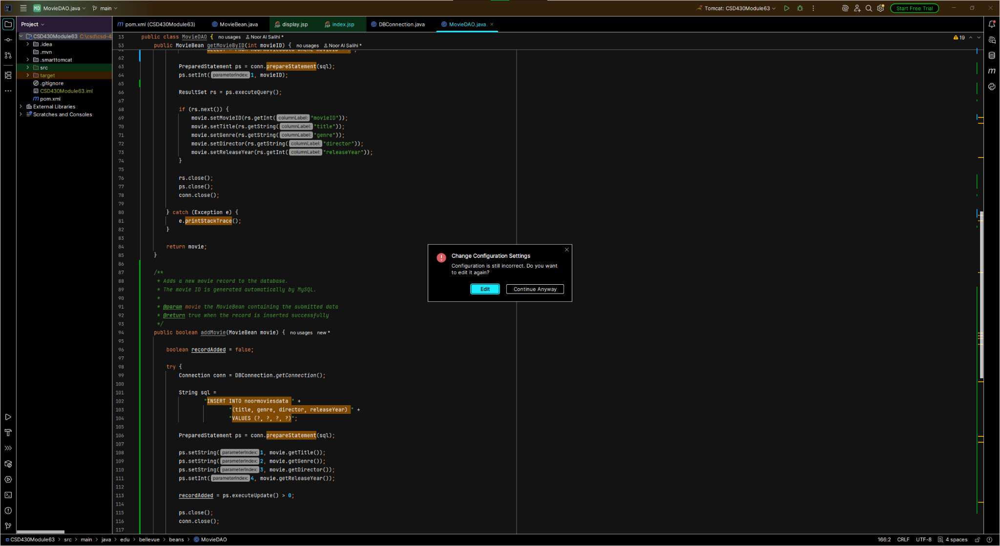 MD MovieDAO.java main Tomcat: CSD430Module63 Start Free Trial
Project
pom.xml (CSD430Module63) MovieBean.java display.jsp index.jsp DBConnection.java MovieDAO.java
CSD430Module63 C:\csd\csd-4
.idea
.mvn
.smarttomcat
src
target
.gitignore
CSD430Module63.iml
pom.xml
External Libraries
Scratches and Consoles
13 public class MovieDAO { no usages Noor Al Salihi *
19
53 public MovieBean getMovieByID(int movieID) { no usages Noor Al Salihi *
62
63 PreparedStatement ps = conn.prepareStatement(sql);
64 ps.setInt( parameterIndex: 1, movieID);
65
66 ResultSet rs = ps.executeQuery();
67
68 if (rs.next()) {
69 movie.setMovieID(rs.getInt( columnLabel: "movieID"));
70 movie.setTitle(rs.getString( columnLabel: "title"));
71 movie.setGenre(rs.getString( columnLabel: "genre"));
72 movie.setDirector(rs.getString( columnLabel: "director"));
73 movie.setReleaseYear(rs.getInt( columnLabel: "releaseYear"));
74 }
75
76 rs.close();
77 ps.close();
78 conn.close();
79
80 } catch (Exception e) {
81 e.printStackTrace();
82 }
83
84 return movie;
85 }
86
87 /**
88 * Adds a new movie record to the database.
89 * The movie ID is generated automatically by MySQL.
90 *
91 * @param movie the MovieBean containing the submitted data
92 * @return true when the record is inserted successfully
93 */
94 public boolean addMovie(MovieBean movie) { no usages new *
95
96 boolean recordAdded = false;
97
98 try {
99 Connection conn = DBConnection.getConnection();
100
101 String sql =
102 "INSERT INTO noormoviesdata " +
103 "(title, genre, director, releaseYear) " +
104 "VALUES (?, ?, ?, ?)";
105
106 PreparedStatement ps = conn.prepareStatement(sql);
107
108 ps.setString( parameterIndex: 1, movie.getTitle());
109 ps.setString( parameterIndex: 2, movie.getGenre());
110 ps.setString( parameterIndex: 3, movie.getDirector());
111 ps.setInt( parameterIndex: 4, movie.getReleaseYear());
112
113 recordAdded = ps.executeUpdate() > 0;
114
115 ps.close();
116 conn.close();
117
Change Configuration Settings
Configuration is still incorrect. Do you want
to edit it again?
Edit Continue Anyway
CSD430Module63 > src > main > java > edu > bellevue > beans > MovieDAO
166:2 CRLF UTF-8 4 spaces